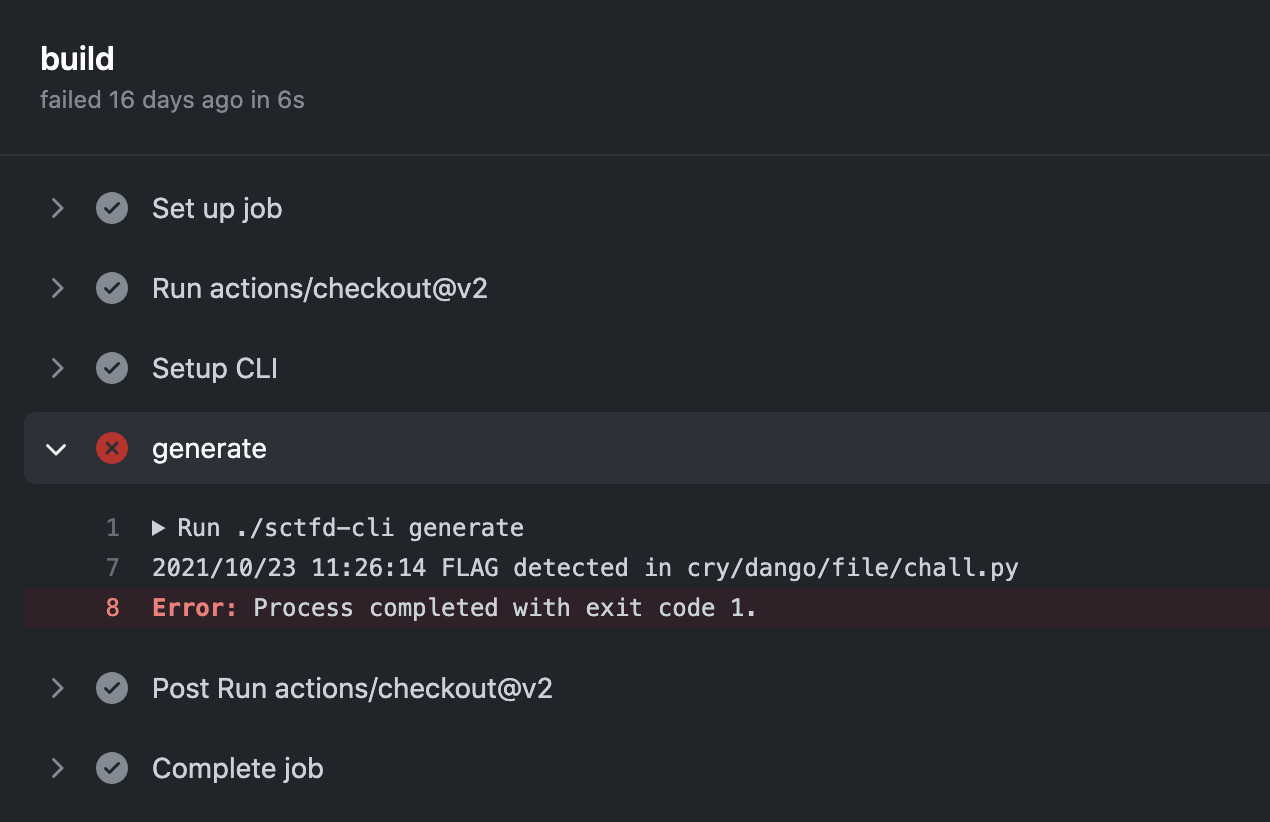 build
failed 16 days ago in 6s
Set up job
Run actions/checkout@v2
Setup CLI
generate
1 ▶ Run ./sctfd-cli generate
7 2021/10/23 11:26:14 FLAG detected in cry/dango/file/chall.py
8 Error: Process completed with exit code 1.
Post Run actions/checkout@v2
Complete job